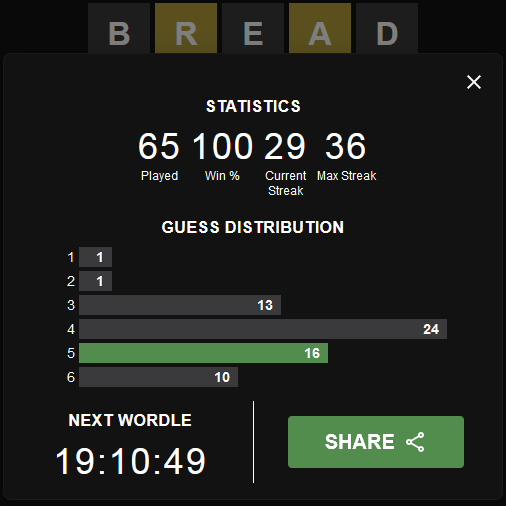 B R E A D
STATISTICS
65 100 29 36
Played Win % Current Streak Max Streak
GUESS DISTRIBUTION
1 1
2 1
3 13
4 24
5 16
6 10
NEXT WORDLE
19:10:49
SHARE